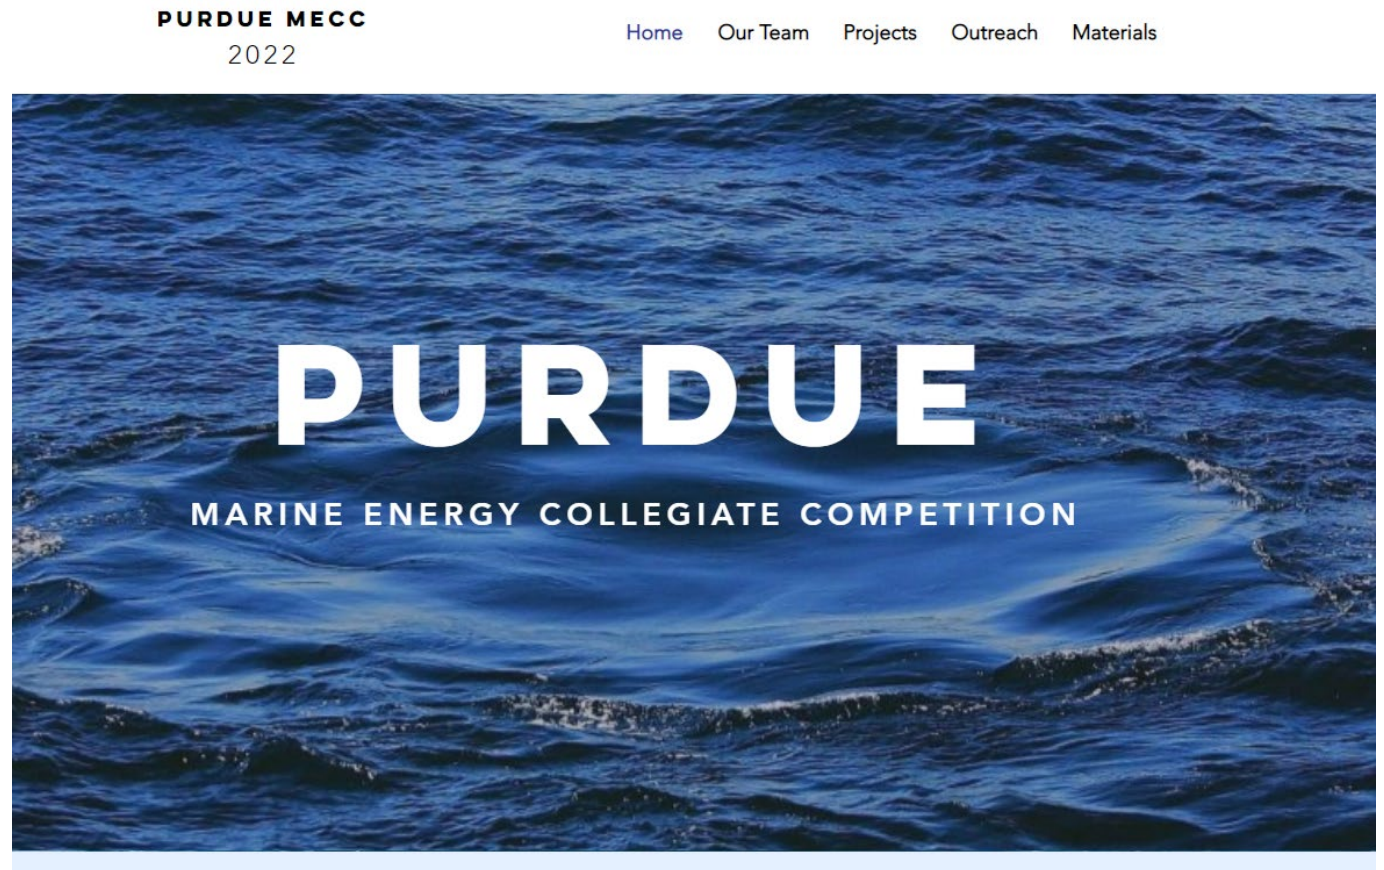 PURDUE MECC
2022
Home Our Team Projects Outreach Materials
PURDUE
MARINE ENERGY COLLEGIATE COMPETITION